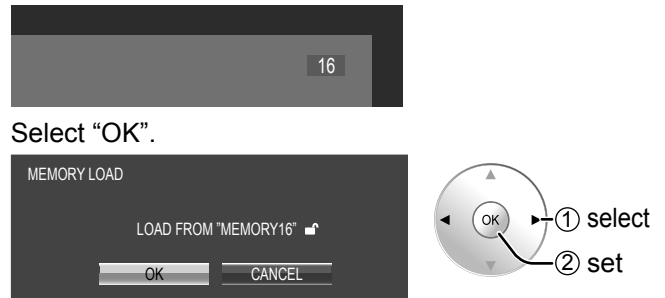 16
Select “OK”.
MEMORY LOAD
LOAD FROM ”MEMORY16”
OK CANCEL
OK
① select
② set